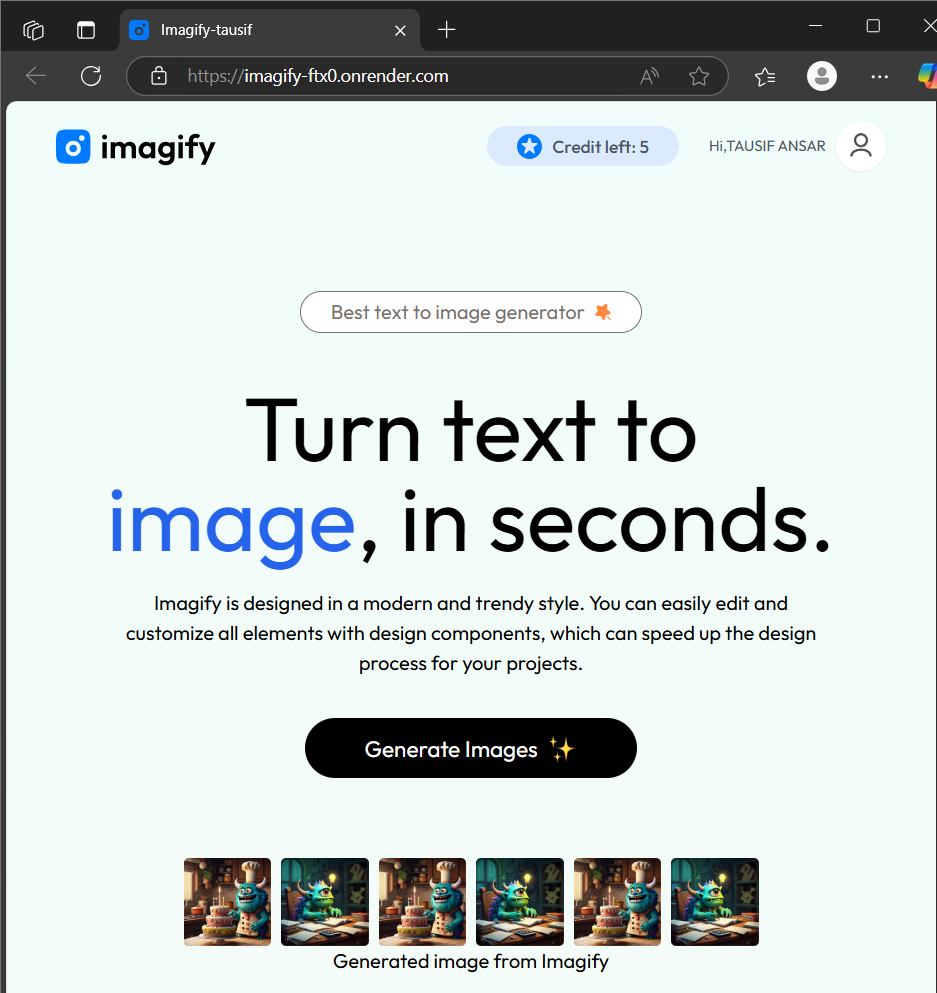 Imagify-tausif
https://imagify-ftx0.onrender.com
imagify
Credit left: 5
Hi,TAUSIF ANSAR
Best text to image generator
Turn text to
image, in seconds.
Imagify is designed in a modern and trendy style. You can easily edit and
customize all elements with design components, which can speed up the design
process for your projects.
Generate Images ✨
Generated image from Imagify